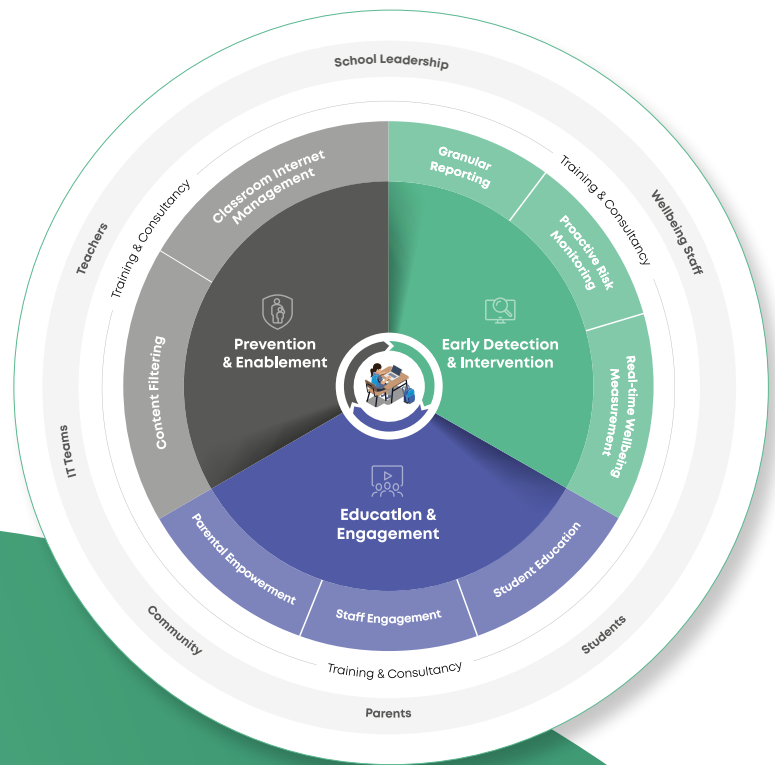 School Leadership
Teachers
Training & Consultancy
Classroom Internet
Management
Granular
Reporting
Training & Consultancy
Wellbeing Staff
Proactive Risk
Monitoring
Prevention
& Enablement
Early Detection
& Intervention
Content Filtering
Real-time Wellbeing
Measurement
IT Teams
Education &
Engagement
Parental Empowerment
Staff Engagement
Student Education
Community
Training & Consultancy
Students
Parents